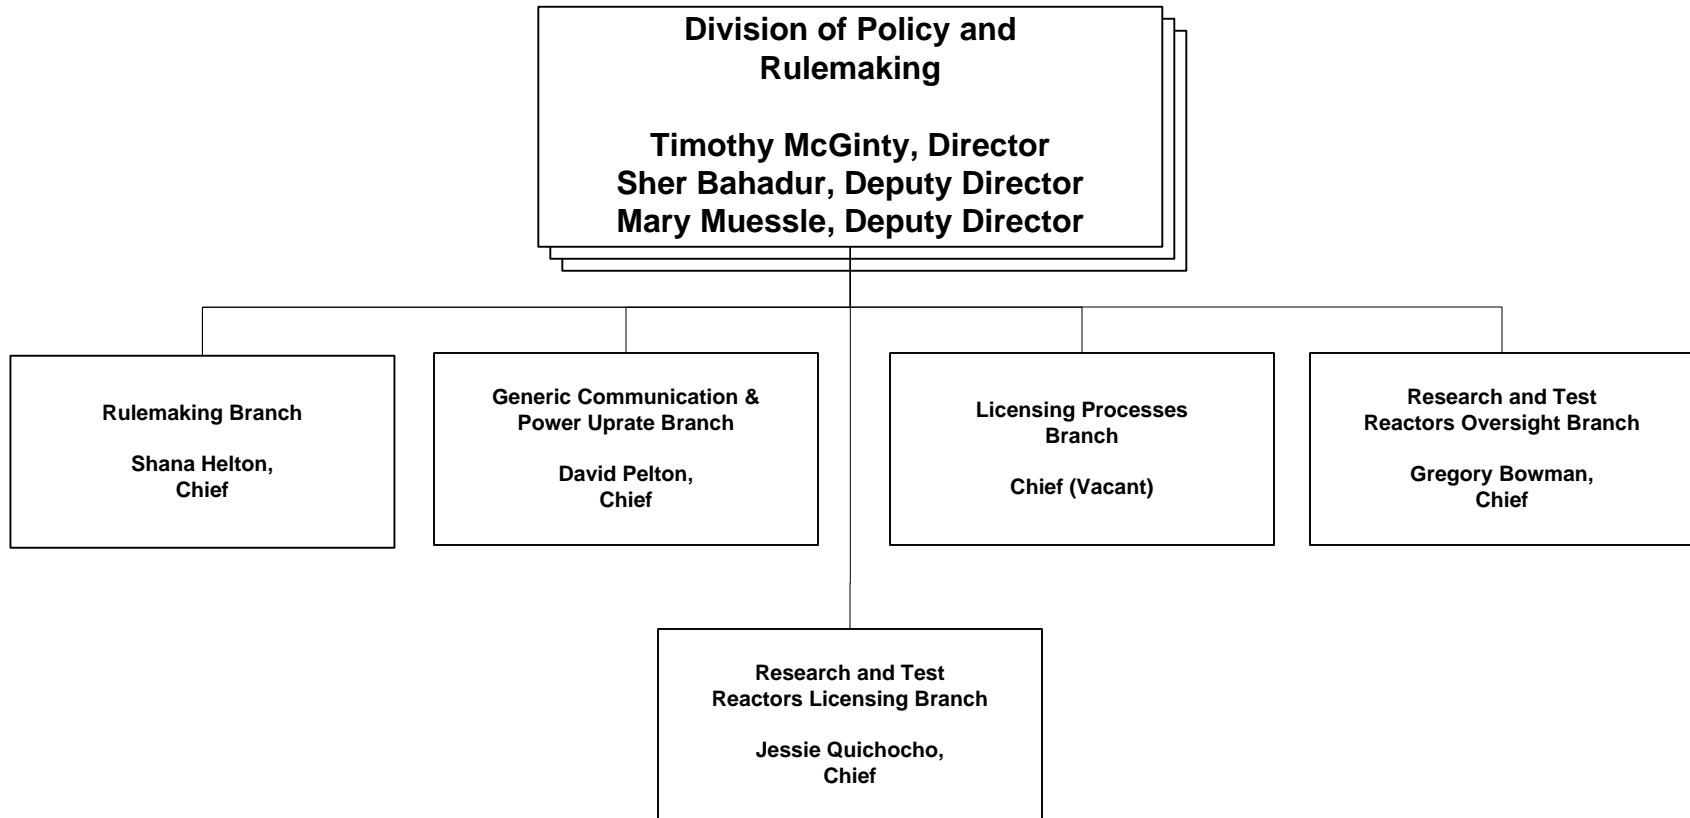 Division of Policy and
Rulemaking
Timothy McGinty, Director
Sher Bahadur, Deputy Director
Mary Muessle, Deputy Director
Rulemaking Branch
Shana Helton,
Chief
Generic Communication &
Power Uprate Branch
David Pelton,
Chief
Licensing Processes
Branch
Chief (Vacant)
Research and Test
Reactors Oversight Branch
Gregory Bowman,
Chief
Research and Test
Reactors Licensing Branch
Jessie Quichocho,
Chief